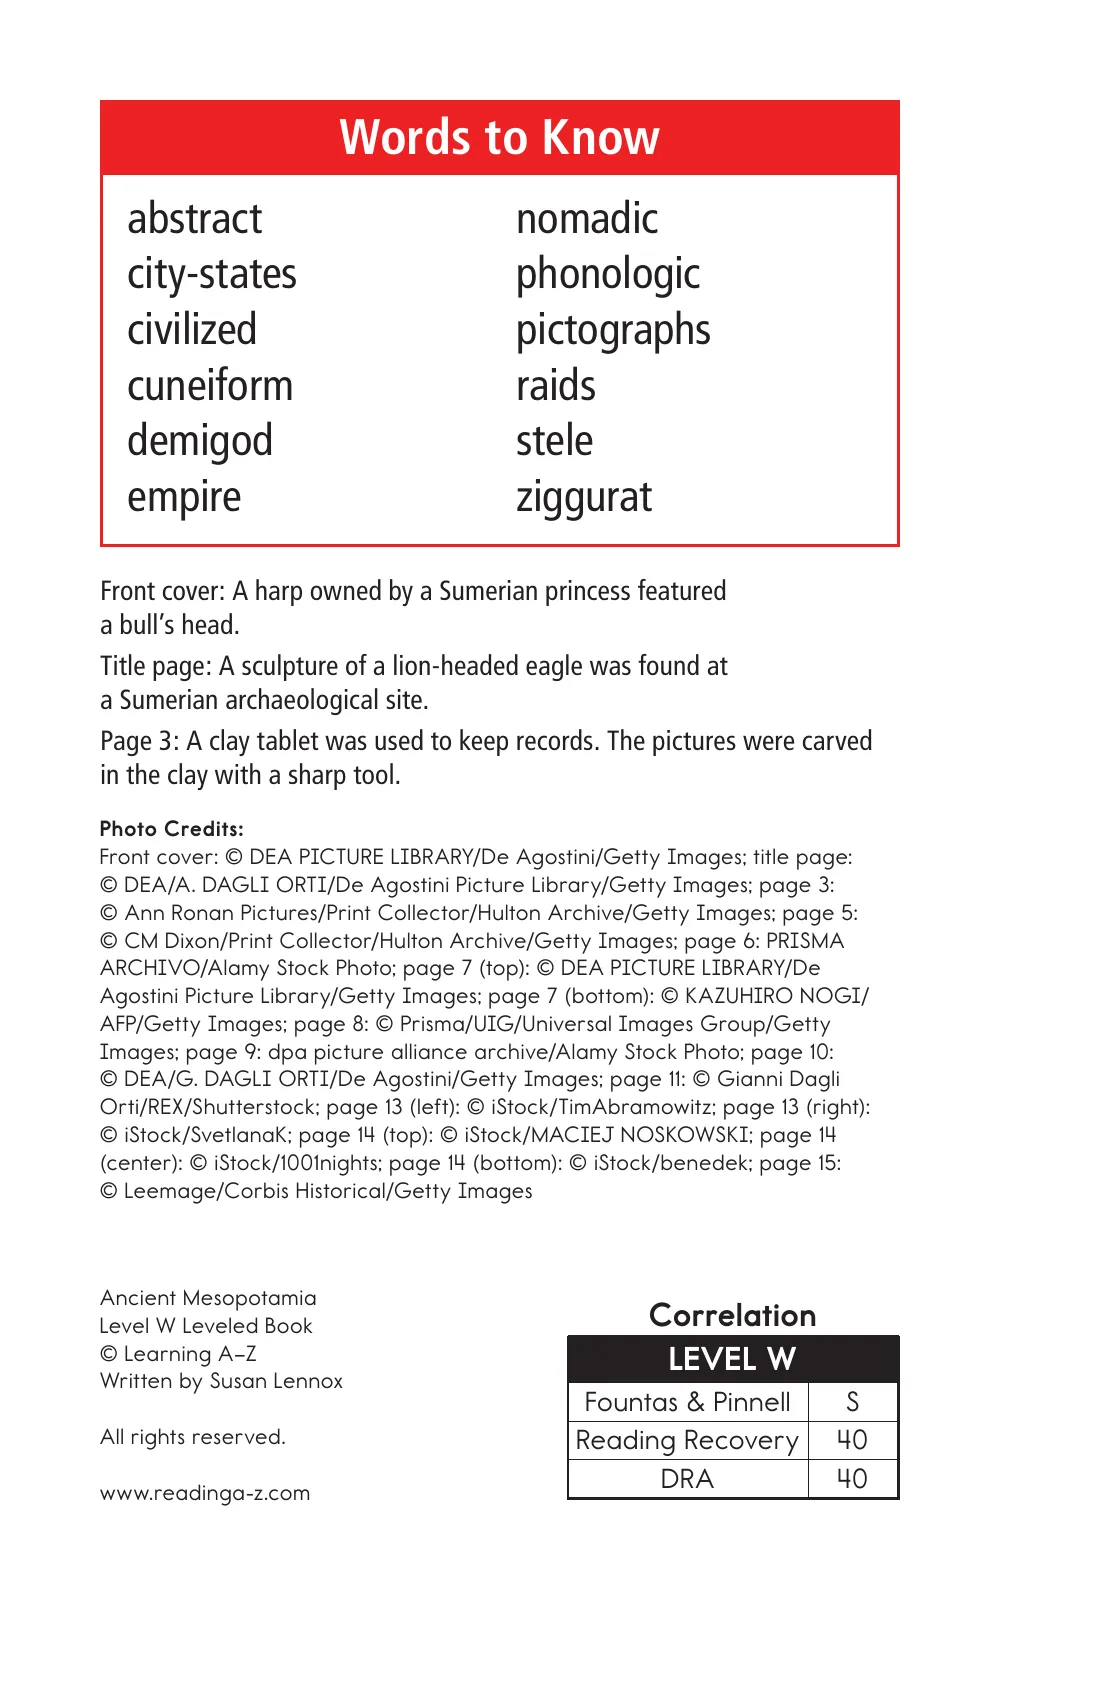 Words to Know
abstract
city-states
civilized
cuneiform
demigod
empire
nomadic
phonologic
pictographs
raids
stele
ziggurat
Front cover: A harp owned by a Sumerian princess featured
a bull’s head.
Title page: A sculpture of a lion-headed eagle was found at
a Sumerian archaeological site.
Page 3: A clay tablet was used to keep records. The pictures were carved
in the clay with a sharp tool.
Photo Credits:
Front cover: © DEA PICTURE LIBRARY/De Agostini/Getty Images; title page:
© DEA/A. DAGLI ORTI/De Agostini Picture Library/Getty Images; page 3:
© Ann Ronan Pictures/Print Collector/Hulton Archive/Getty Images; page 5:
© CM Dixon/Print Collector/Hulton Archive/Getty Images; page 6: PRISMA
ARCHIVO/Alamy Stock Photo; page 7 (top): © DEA PICTURE LIBRARY/De
Agostini Picture Library/Getty Images; page 7 (bottom): © KAZUHIRO NOGI/
AFP/Getty Images; page 8: © Prisma/UIG/Universal Images Group/Getty
Images; page 9: dpa picture alliance archive/Alamy Stock Photo; page 10:
© DEA/G. DAGLI ORTI/De Agostini/Getty Images; page 11: © Gianni Dagli
Orti/REX/Shutterstock; page 13 (left): © iStock/TimAbramowitz; page 13 (right):
© iStock/SvetlanaK; page 14 (top): © iStock/MACIEJ NOSKOWSKI; page 14
(center): © iStock/1001nights; page 14 (bottom): © iStock/benedek; page 15:
© Leemage/Corbis Historical/Getty Images
Ancient Mesopotamia
Level W Leveled Book
© Learning A–Z
Written by Susan Lennox
All rights reserved.
www.readinga-z.com
Correlation
LEVEL W
Fountas & Pinnell S
Reading Recovery 40
DRA 40